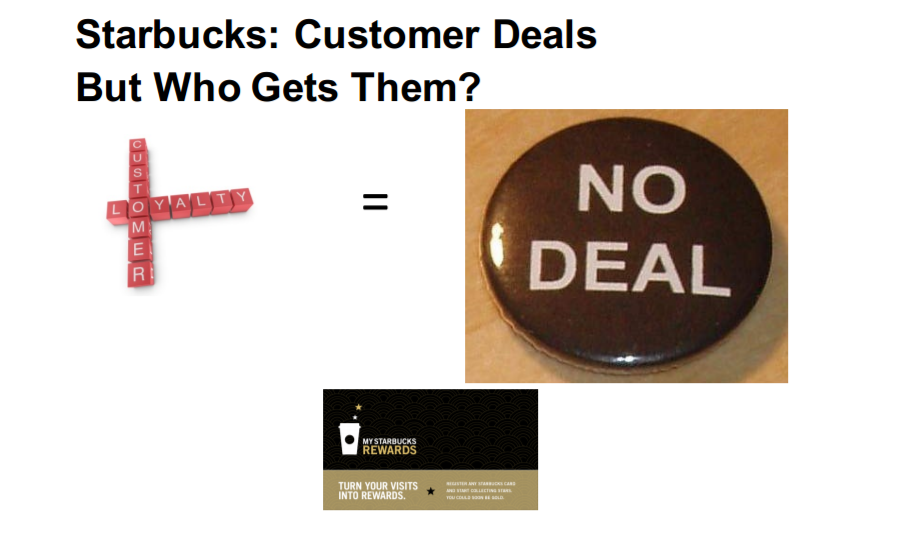 Starbucks: Customer Deals
But Who Gets Them?
CUSTOMER
LOYALTY
=
NO
DEAL
MY STARBUCKS
REWARDS
TURN YOUR VISITS
INTO REWARDS.
REGISTER ANY STARBUCKS CARD
AND START COLLECTING STARS.
YOU COULD SOON BE GOLD.